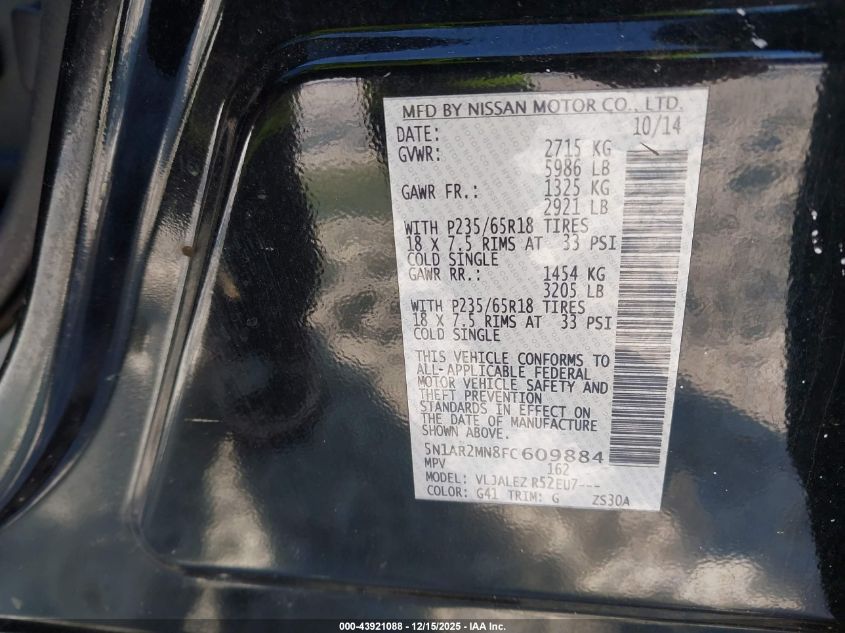 MFD BY NISSAN MOTOR CO., LTD.
DATE: 10/14
GVWR: 2715 KG
5986 LB
GAWR FR.: 1325 KG
2921 LB
WITH P235/65R18 TIRES
18 X 7.5 RIMS AT 33 PSI
COLD SINGLE
GAWR RR.: 1454 KG
3205 LB
WITH P235/65R18 TIRES
18 X 7.5 RIMS AT 33 PSI
COLD SINGLE
THIS VEHICLE CONFORMS TO
ALL-APPLICABLE FEDERAL
MOTOR VEHICLE SAFETY AND
THEFT PREVENTION
STANDARDS IN EFFECT ON
THE DATE OF MANUFACTURE
SHOWN ABOVE.
5N1AR2MN8FC609884
MPV 162
MODEL: VLJALEZ R52EU7---
COLOR: G41 TRIM: G ZS30A
000-43921088 - 12/15/2025 - IAA Inc.